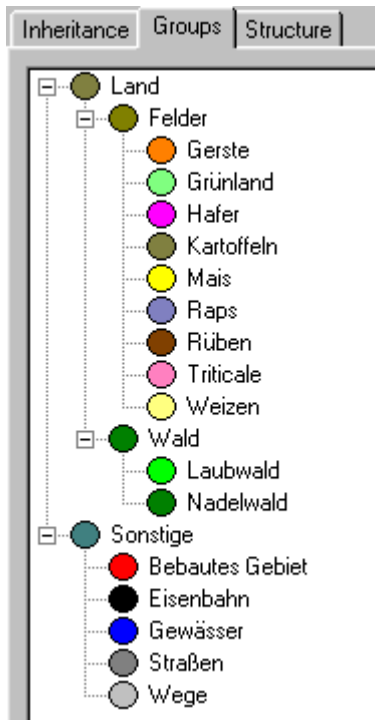 Inheritance Groups Structure
Land
Felder
Gerste
Grünland
Hafer
Kartoffeln
Mais
Raps
Rüben
Triticale
Weizen
Wald
Laubwald
Nadelwald
Sonstige
Bebautes Gebiet
Eisenbahn
Gewässer
Straßen
Wege